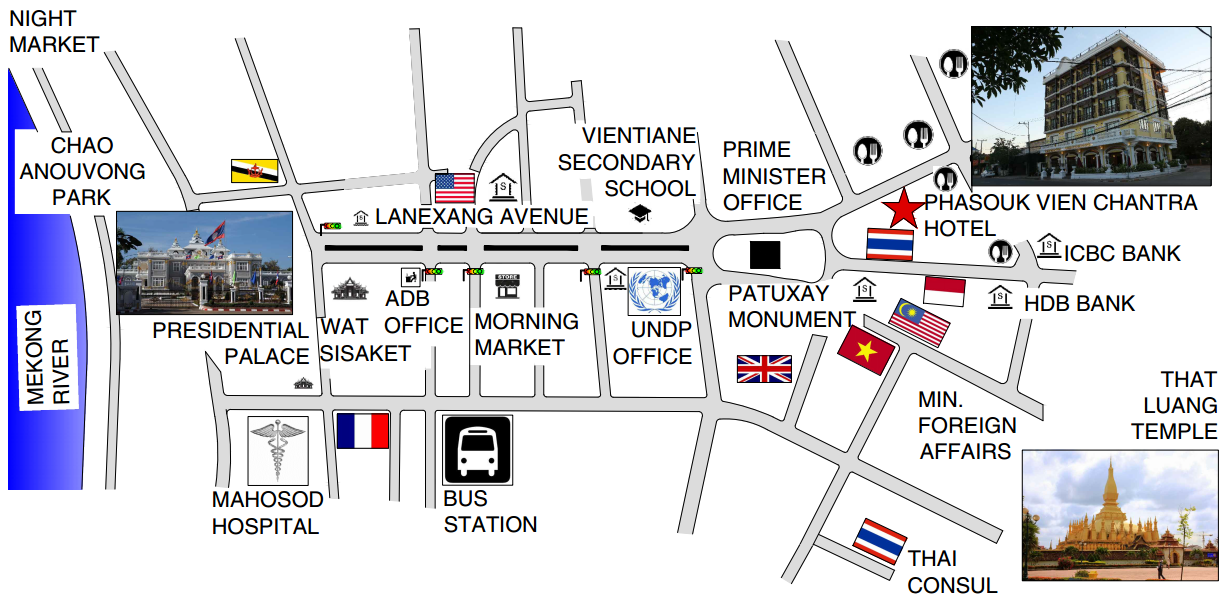 NIGHT
MARKET
CHAO
ANOUVONG
PARK
VIENTIANE
SECONDARY
SCHOOL
PRIME
MINISTER
OFFICE
LANEXANG AVENUE
PHASOUK VIEN CHANTRA
HOTEL
$
ICBC BANK
$
HDB BANK
$
$
$
$
STORE
ADB
OFFICE
PATUXAY
MONUMENT
MEKONG
RIVER
PRESIDENTIAL
PALACE
WAT
SISAKET
MORNING
MARKET
UNDP
OFFICE
MIN.
FOREIGN
AFFAIRS
THAT
LUANG
TEMPLE
MAHOSOD
HOSPITAL
BUS
STATION
THAI
CONSUL